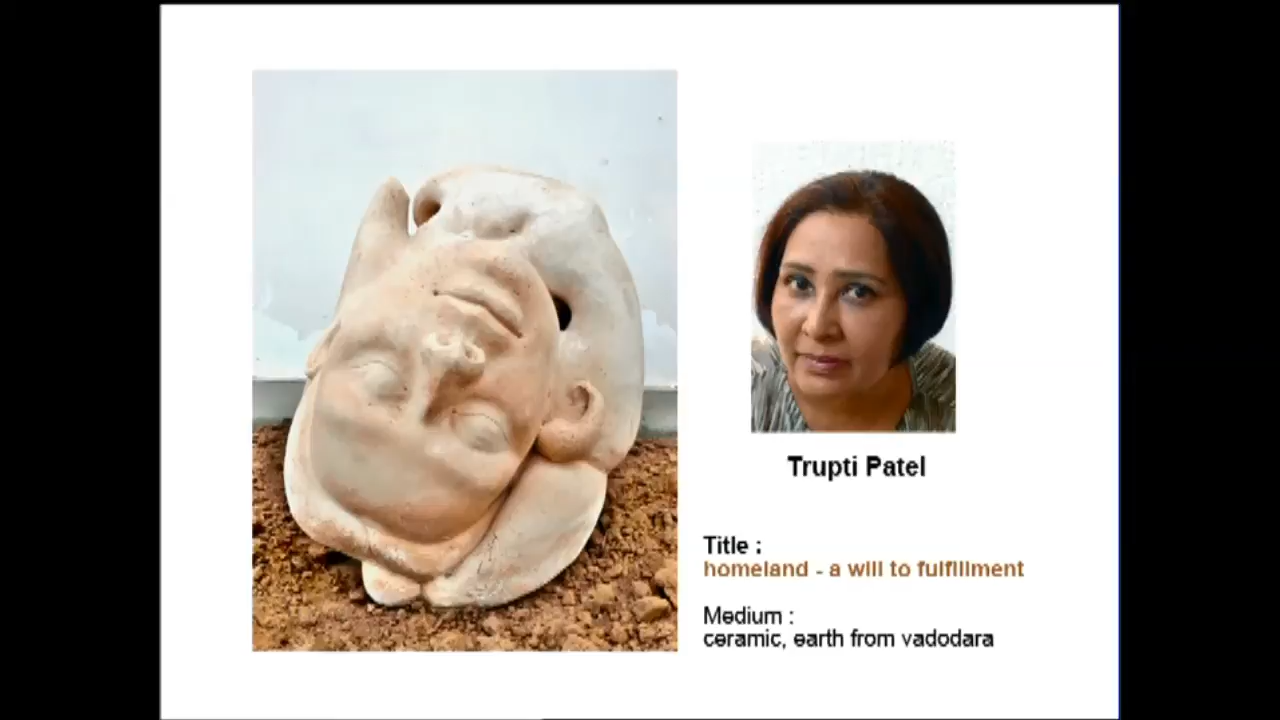 Trupti Patel
Title :
homeland - a will to fulfillment
Medium :
ceramic, earth from vadodara